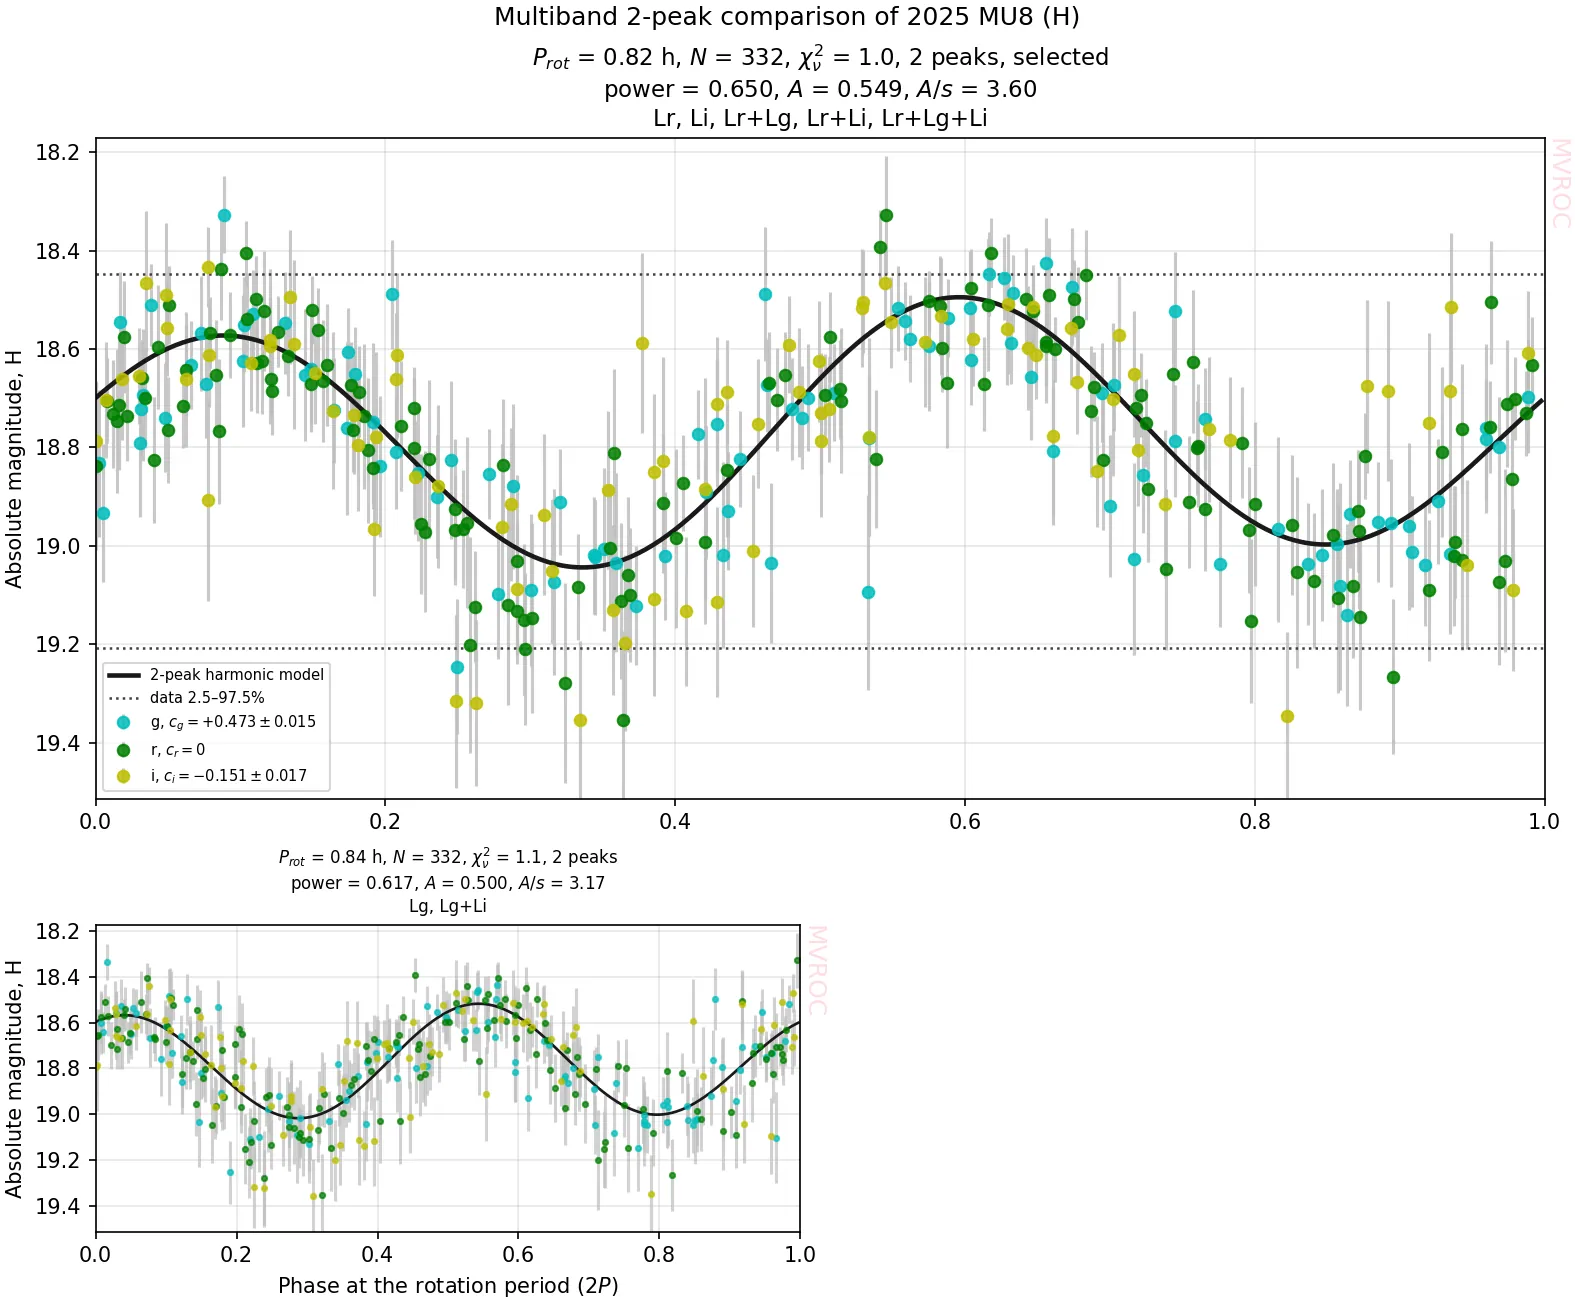 Multiband 2-peak comparison of 2025 MU8 (H)
P_rot = 0.82 h, N = 332, χ²_ν = 1.0, 2 peaks, selected
power = 0.650, A = 0.549, A/s = 3.60
Lr, Li, Lr+Lg, Lr+Li, Lr+Lg+Li
MVROC
Absolute magnitude, H
18.2
18.4
18.6
18.8
19.0
19.2
19.4
2-peak harmonic model
data 2.5–97.5%
g, c_g = +0.473 ± 0.015
r, c_r = 0
i, c_i = −0.151 ± 0.017
0.0 0.2 0.4 0.6 0.8 1.0
P_rot = 0.84 h, N = 332, χ²_ν = 1.1, 2 peaks
power = 0.617, A = 0.500, A/s = 3.17
Lg, Lg+Li
MVROC
Absolute magnitude, H
18.2
18.4
18.6
18.8
19.0
19.2
19.4
0.0 0.2 0.4 0.6 0.8 1.0
Phase at the rotation period (2P)